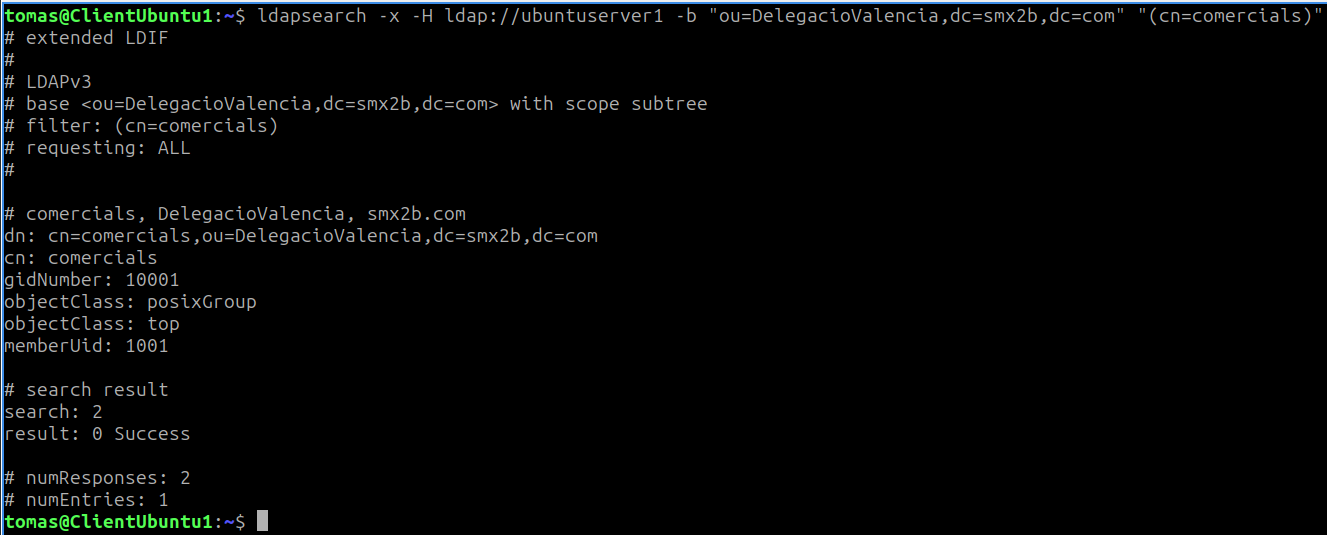 tomas@ClientUbuntu1:~$ ldapsearch -x -H ldap://ubuntuserver1 -b "ou=DelegacioValencia,dc=smx2b,dc=com" "(cn=comercials)"
# extended LDIF
#
# LDAPv3
# base <ou=DelegacioValencia,dc=smx2b,dc=com> with scope subtree
# filter: (cn=comercials)
# requesting: ALL
#

# comercials, DelegacioValencia, smx2b.com
dn: cn=comercials,ou=DelegacioValencia,dc=smx2b,dc=com
cn: comercials
gidNumber: 10001
objectClass: posixGroup
objectClass: top
memberUid: 1001

# search result
search: 2
result: 0 Success

# numResponses: 2
# numEntries: 1
tomas@ClientUbuntu1:~$